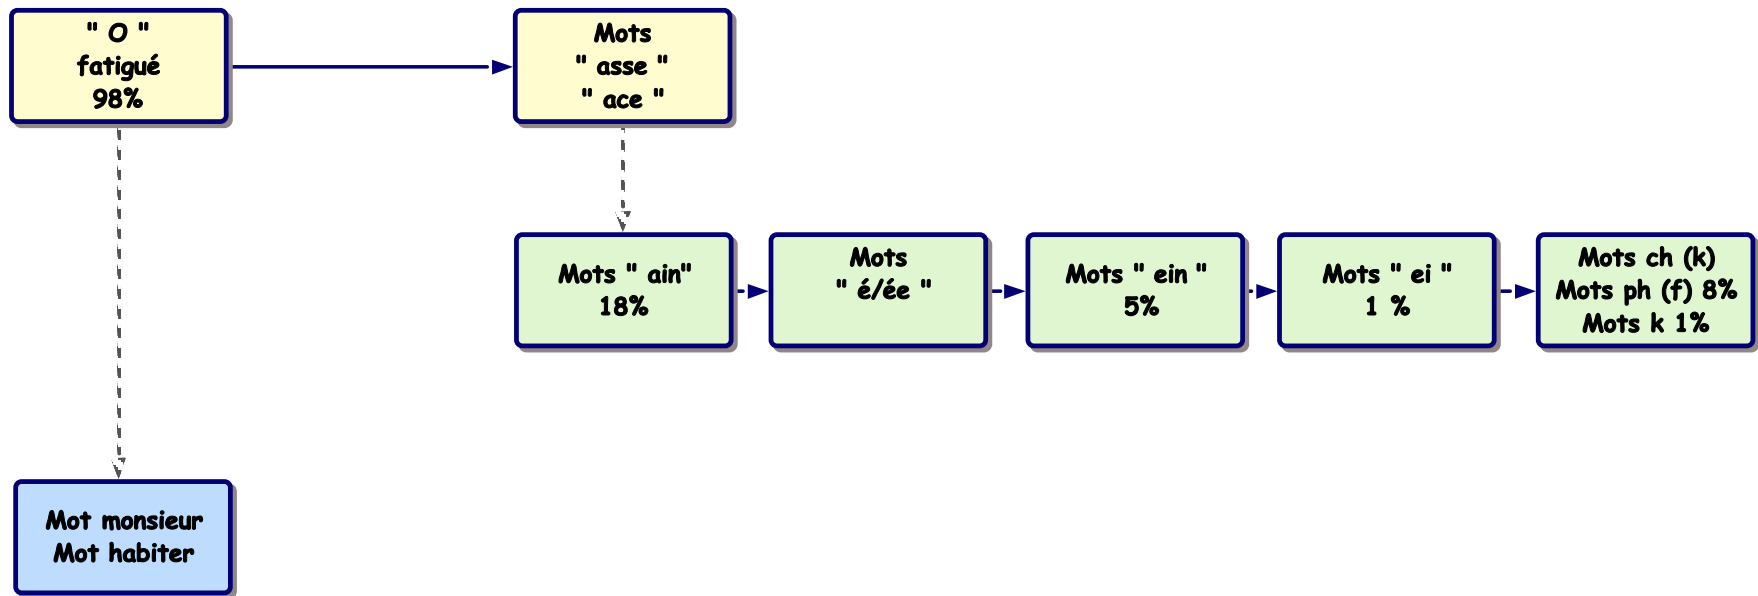 " O "
fatigué
98%
Mots
" asse "
" ace "
Mots " ain"
18%
Mots
" é/ée "
Mots " ein "
5%
Mots " ei "
1 %
Mots ch (k)
Mots ph (f) 8%
Mots k 1%
Mot monsieur
Mot habiter